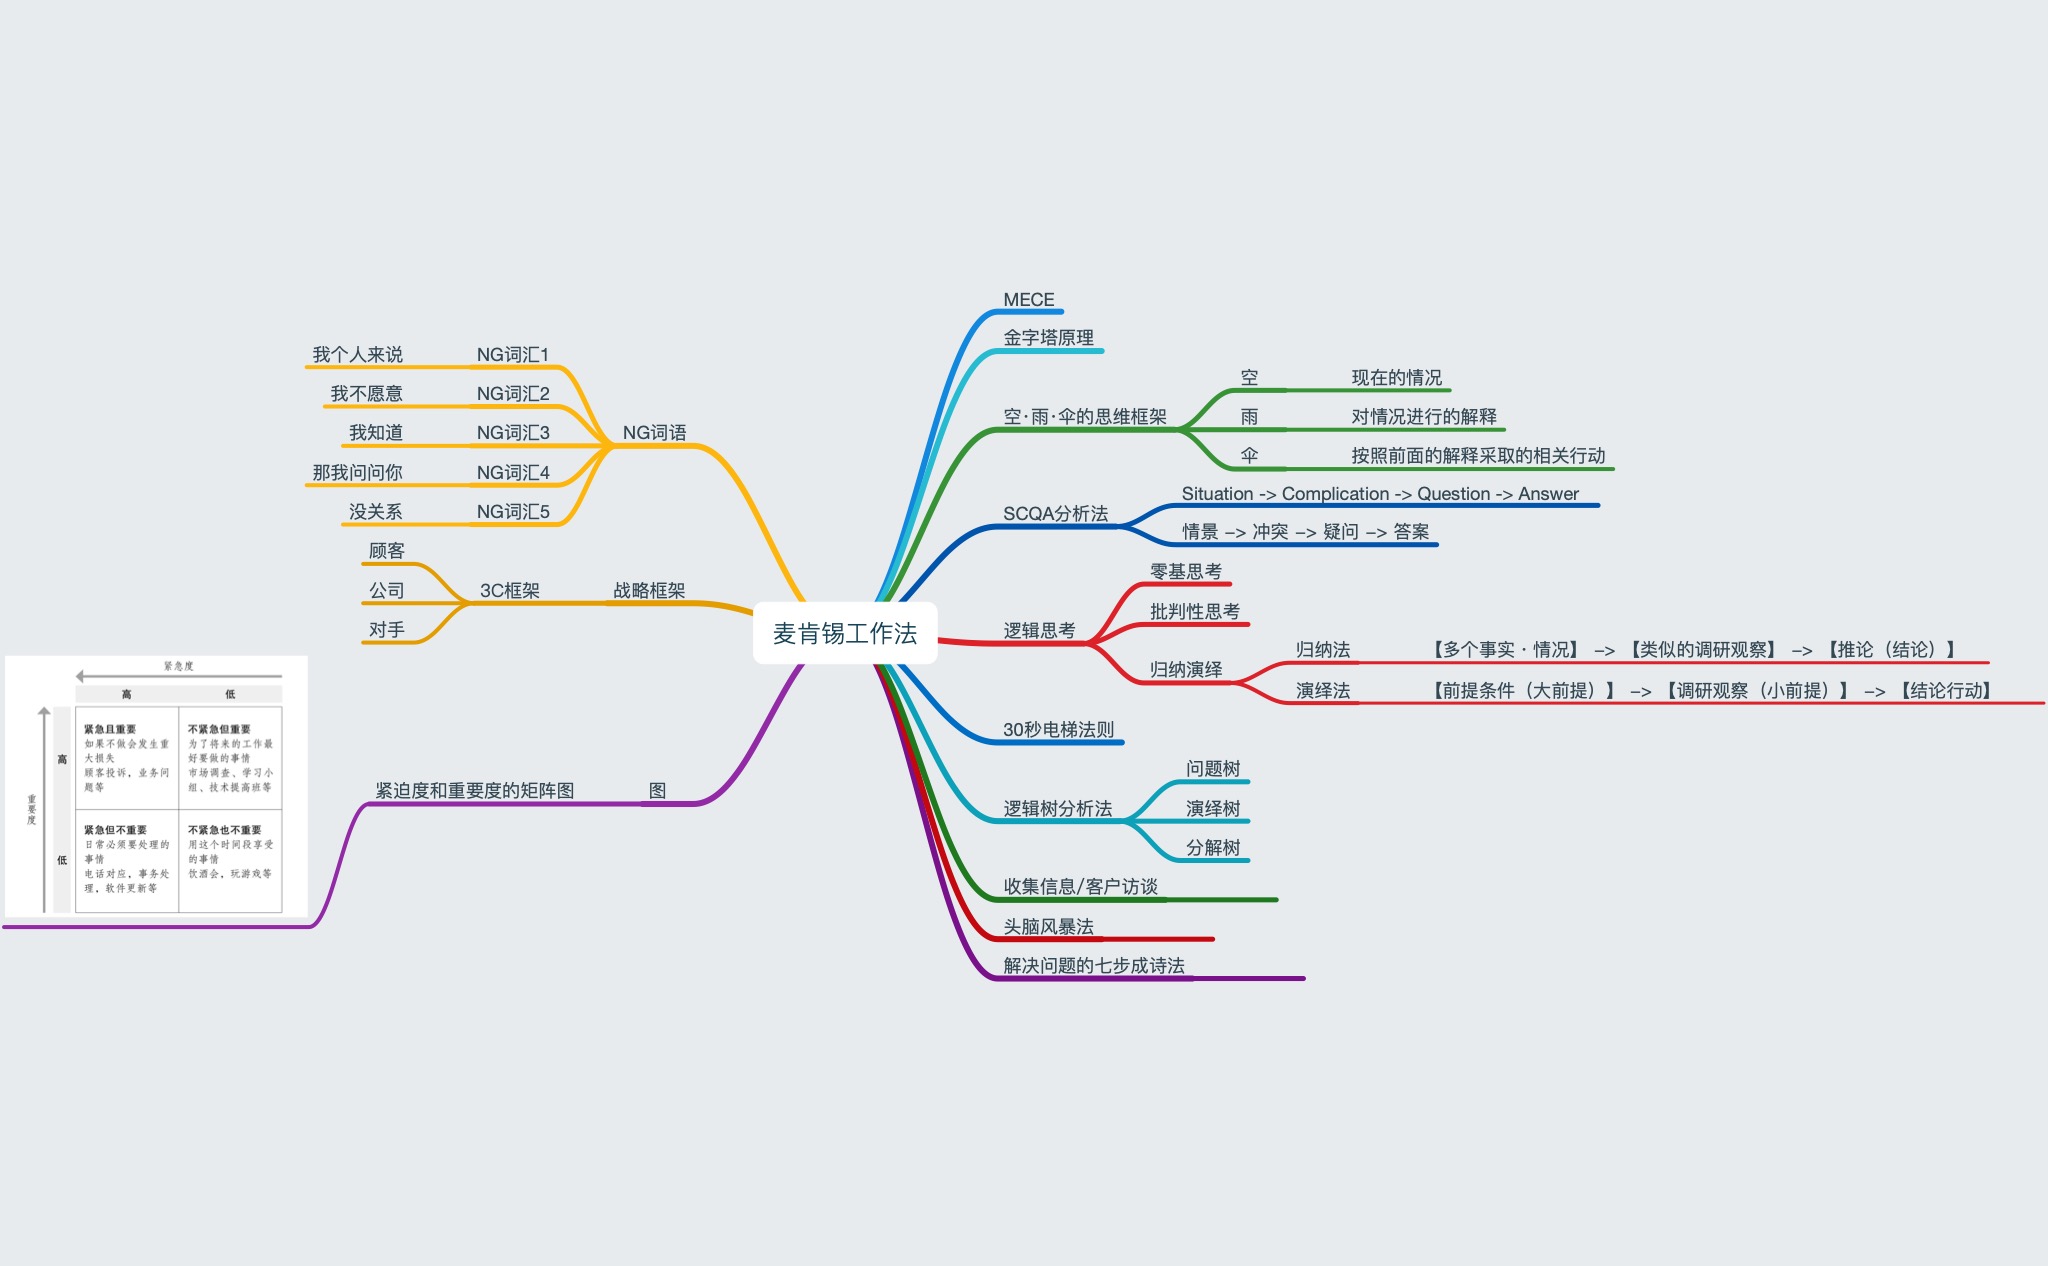 麦肯锡工作法
MECE
金字塔原理
空·雨·伞的思维框架
空
现在的情况
雨
对情况进行的解释
伞
按照前面的解释采取的相关行动
SCQA分析法
Situation -> Complication -> Question -> Answer
情景 -> 冲突 -> 疑问 -> 答案
逻辑思考
零基思考
批判性思考
归纳演绎
归纳法
【多个事实 · 情况】 -> 【类似的调研观察】 -> 【推论（结论）】
演绎法
【前提条件（大前提）】 -> 【调研观察（小前提）】 -> 【结论行动】
30秒电梯法则
逻辑树分析法
问题树
演绎树
分解树
收集信息/客户访谈
头脑风暴法
解决问题的七步成诗法
NG词语
NG词汇1
我个人来说
NG词汇2
我不愿意
NG词汇3
我知道
NG词汇4
那我问问你
NG词汇5
没关系
战略框架
3C框架
顾客
公司
对手
图
紧迫度和重要度的矩阵图
紧急度
高
低
重要度
高
紧急且重要
如果不做会发生重
大损失
顾客投诉，业务问
题等
不紧急但重要
为了将来的工作最
好要做的事情
市场调查、学习小
组、技术提高班等
低
紧急但不重要
日常必须要处理的
事情
电话对应，事务处
理，软件更新等
不紧急也不重要
用这个时间段享受
的事情
饮酒会，玩游戏等